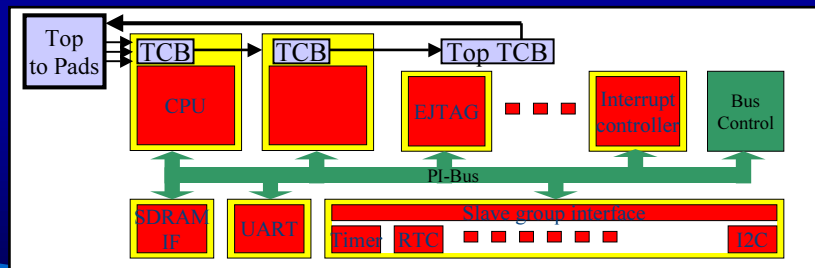 Top
to Pads
TCB
TCB
Top TCB
CPU
EJTAG
Interrupt
controller
Bus
Control
PI-Bus
SDRAM
IF
UART
Slave group interface
Timer
RTC
I2C